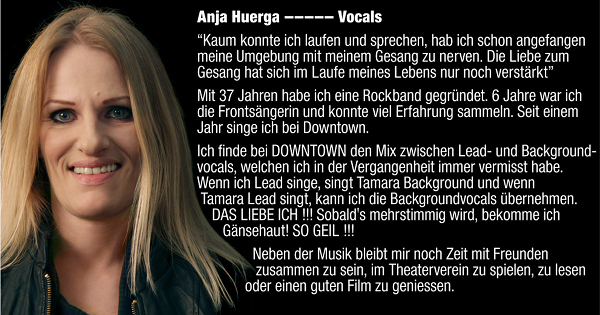 Anja Huerga ––––– Vocals
“Kaum konnte ich laufen und sprechen, hab ich schon angefangen
meine Umgebung mit meinem Gesang zu nerven. Die Liebe zum
Gesang hat sich im Laufe meines Lebens nur noch verstärkt”
Mit 37 Jahren habe ich eine Rockband gegründet. 6 Jahre war ich
die Frontsängerin und konnte viel Erfahrung sammeln. Seit einem
Jahr singe ich bei Downtown.
Ich finde bei DOWNTOWN den Mix zwischen Lead- und Background-
vocals, welchen ich in der Vergangenheit immer vermisst habe.
Wenn ich Lead singe, singt Tamara Background und wenn
Tamara Lead singt, kann ich die Backgroundvocals übernehmen.
DAS LIEBE ICH !!! Sobald’s mehrstimmig wird, bekomme ich
Gänsehaut! SO GEIL !!!
Neben der Musik bleibt mir noch Zeit mit Freunden
zusammen zu sein, im Theaterverein zu spielen, zu lesen
oder einen guten Film zu geniessen.